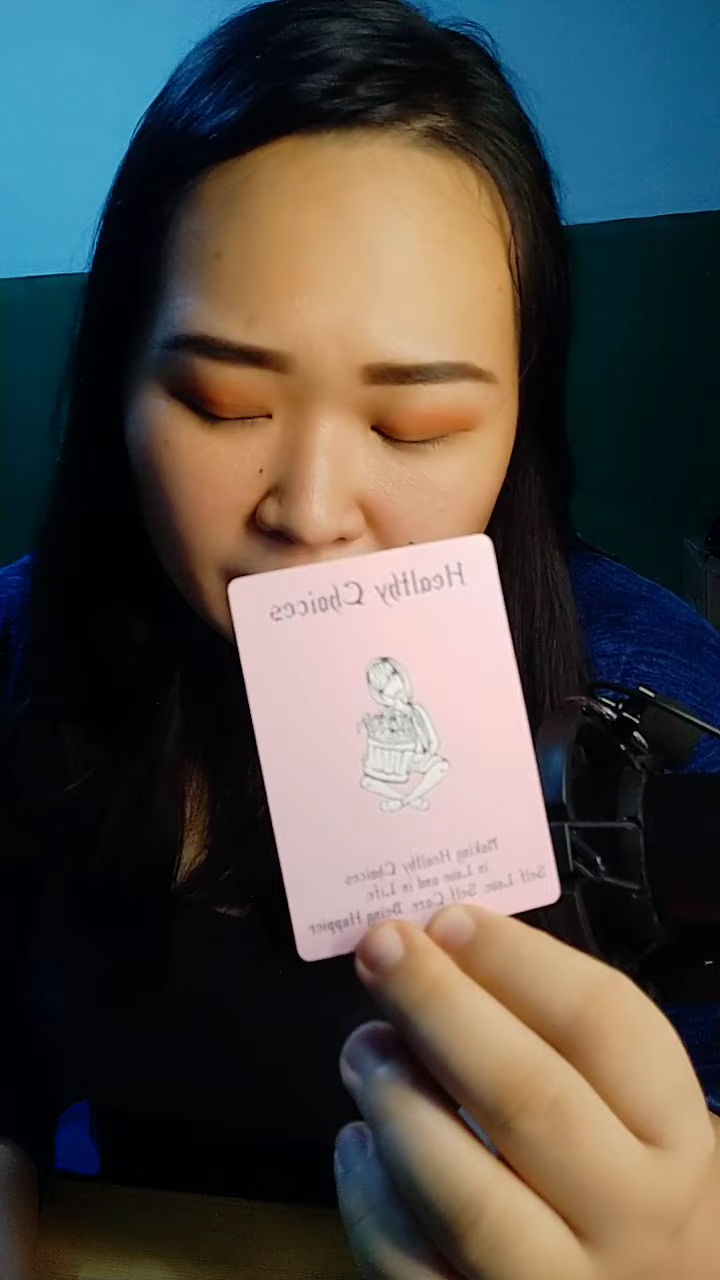 Healthy Choices
Making Healthy Choices
in Love and in Life.
Self Love. Self Care. Being Happier